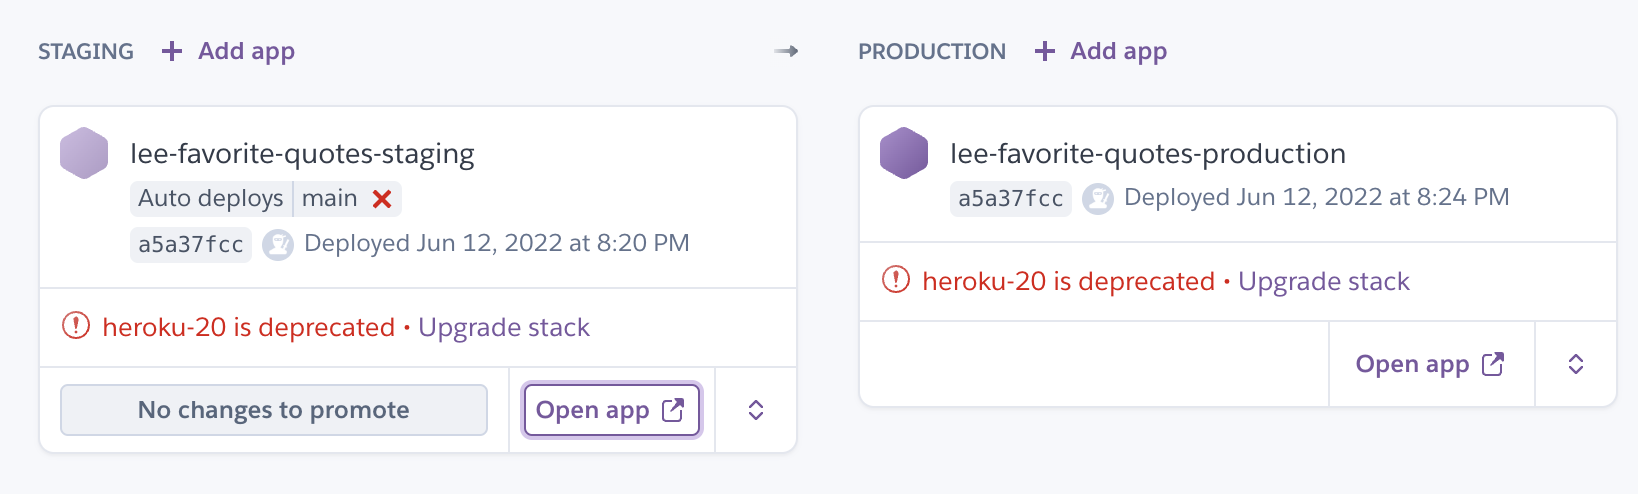 STAGING + Add app
lee-favorite-quotes-staging
Auto deploys main
a5a37fcc Deployed Jun 12, 2022 at 8:20 PM
heroku-20 is deprecated • Upgrade stack
No changes to promote Open app
PRODUCTION + Add app
lee-favorite-quotes-production
a5a37fcc Deployed Jun 12, 2022 at 8:24 PM
heroku-20 is deprecated • Upgrade stack
Open app